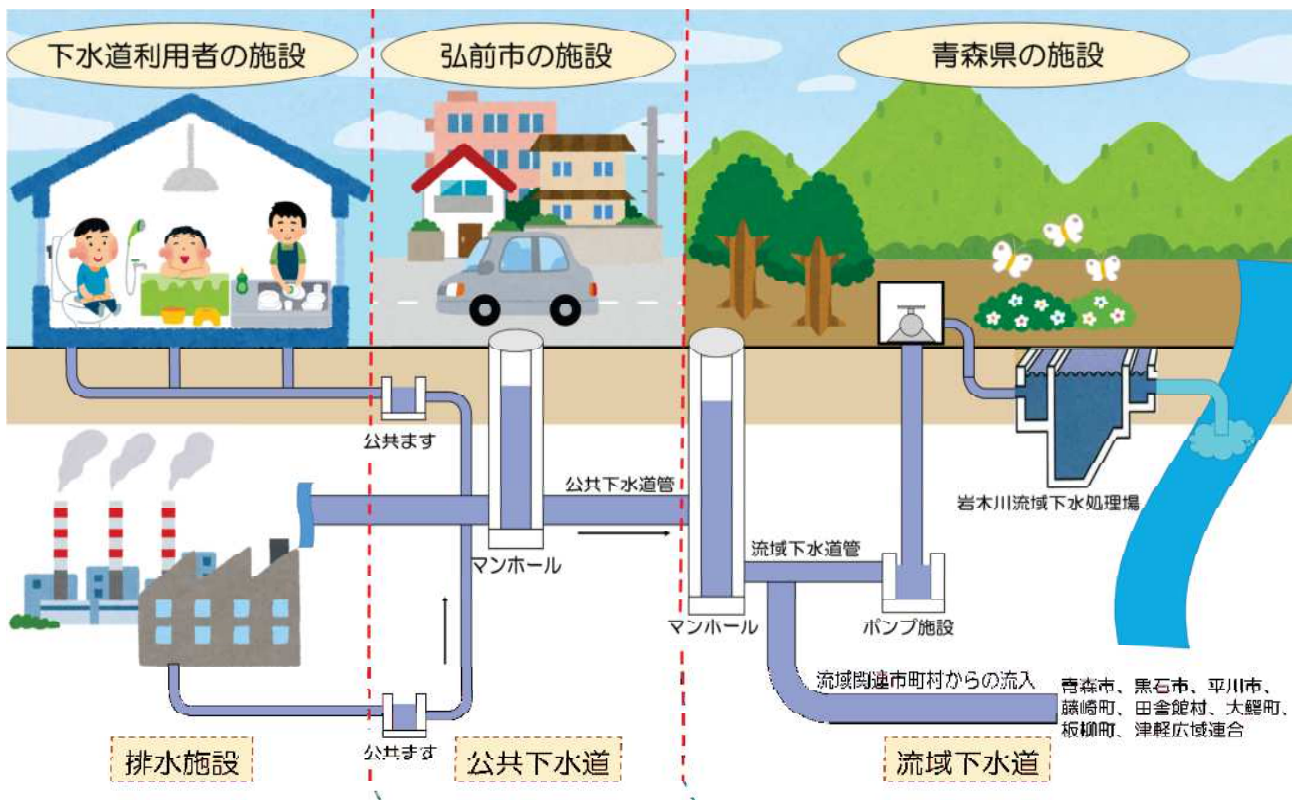 下水道利用者の施設
弘前市の施設
青森県の施設
公共ます
公共下水道管
岩木川流域下水処理場
流域下水道管
マンホール
マンホール
ポンプ施設
流域関連市町村からの流入
青森市、黒石市、平川市、
藤崎町、田舎館村、大鰐町、
板柳町、津軽広域連合
公共ます
排水施設
公共下水道
流域下水道